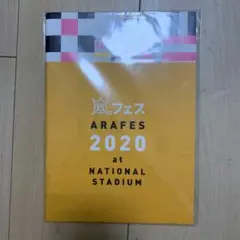 嵐フェス
ARAFES
2020
at
NATIONAL
STADIUM